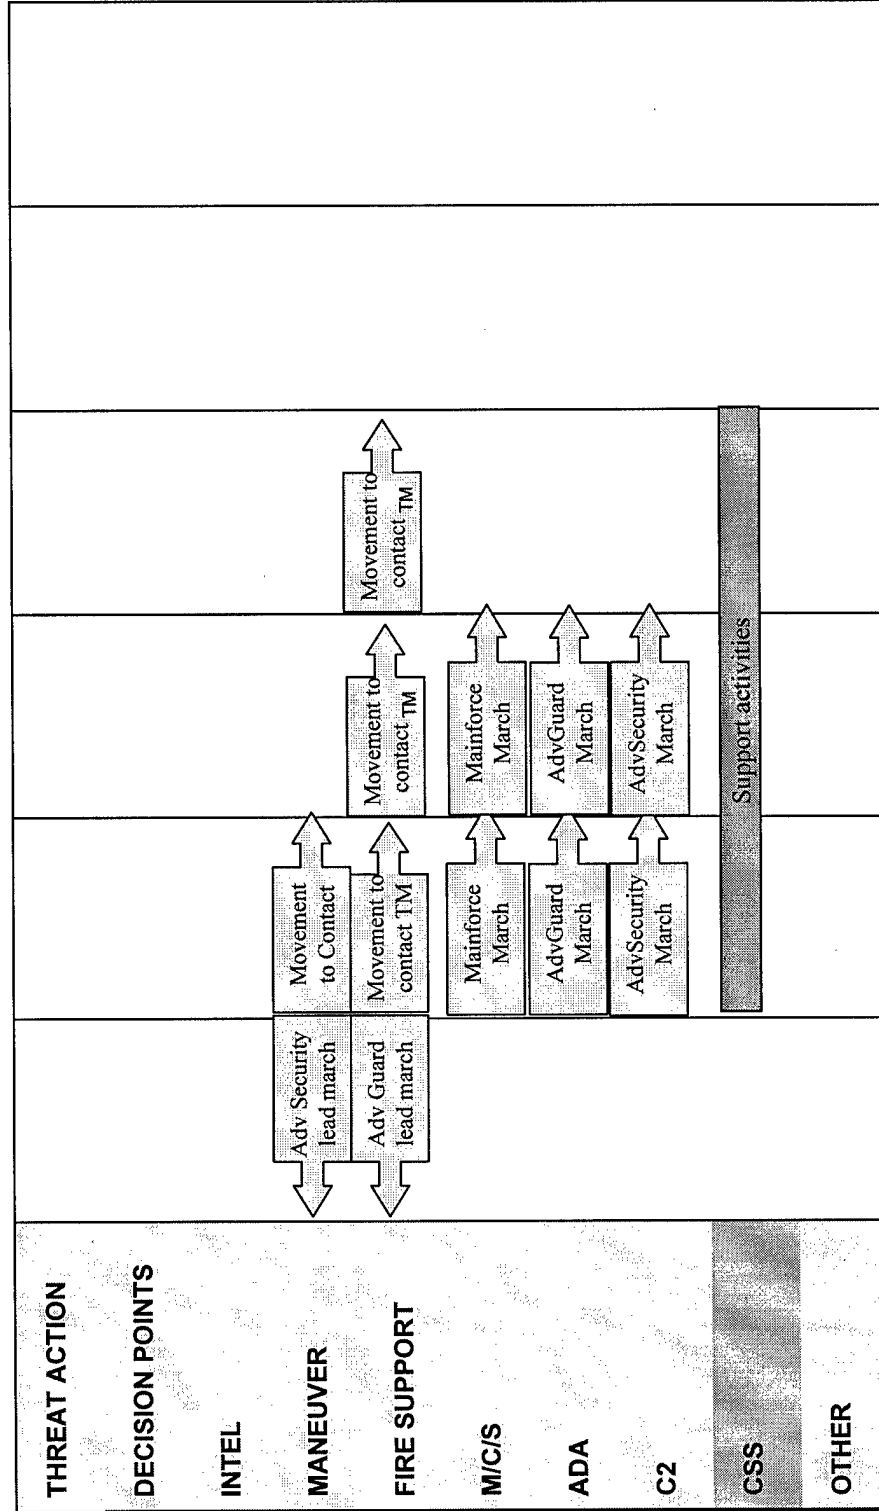 THREAT ACTION
DECISION POINTS
INTEL
MANEUVER
Adv Security
lead march
Movement
to Contact
FIRE SUPPORT
Adv Guard
lead march
Movement to
contact TM
Movement to
contact TM
Movement to
contact TM
M/C/S
Mainforce
March
Mainforce
March
ADA
AdvGuard
March
AdvGuard
March
C2
AdvSecurity
March
AdvSecurity
March
CSS
Support activities
OTHER